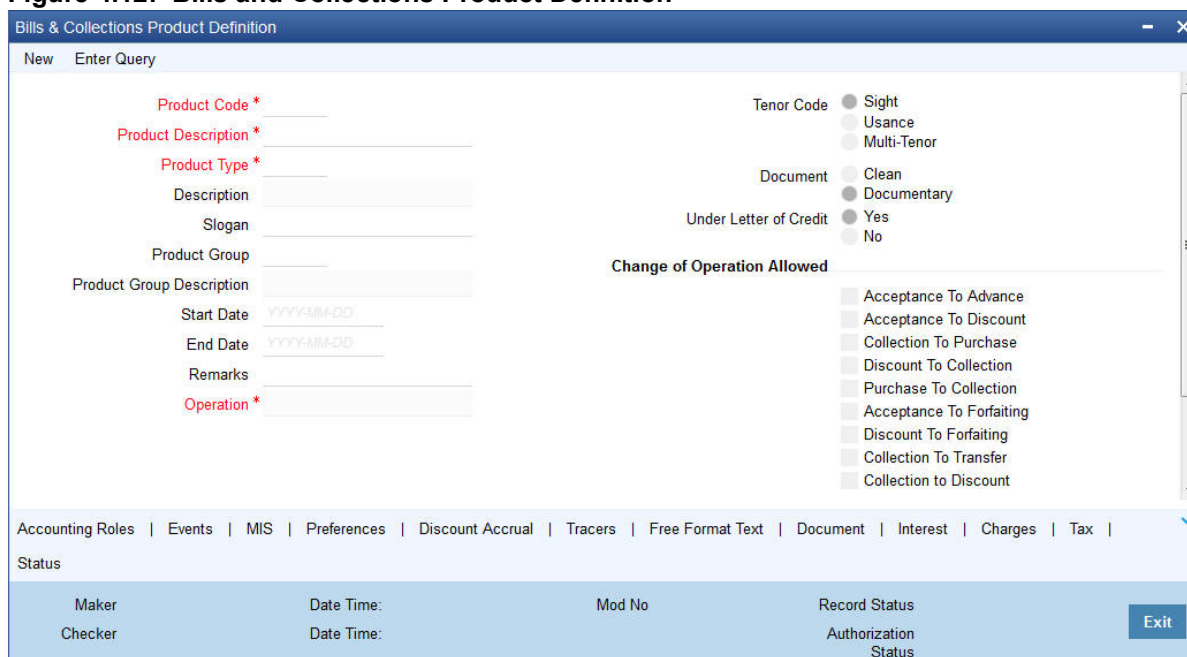 Bills & Collections Product Definition
New Enter Query
Product Code *
Product Description *
Product Type *
Description
Slogan
Product Group
Product Group Description
Start Date YYYY-MM-DD
End Date YYYY-MM-DD
Remarks
Operation *
Tenor Code Sight
Usance
Multi-Tenor
Document Clean
Documentary
Under Letter of Credit Yes
No
Change of Operation Allowed
Acceptance To Advance
Acceptance To Discount
Collection To Purchase
Discount To Collection
Purchase To Collection
Acceptance To Forfaiting
Discount To Forfaiting
Collection To Transfer
Collection to Discount
Accounting Roles | Events | MIS | Preferences | Discount Accrual | Tracers | Free Format Text | Document | Interest | Charges | Tax |
Status
Maker Date Time: Mod No Record Status
Checker Date Time: Authorization
Status
Exit